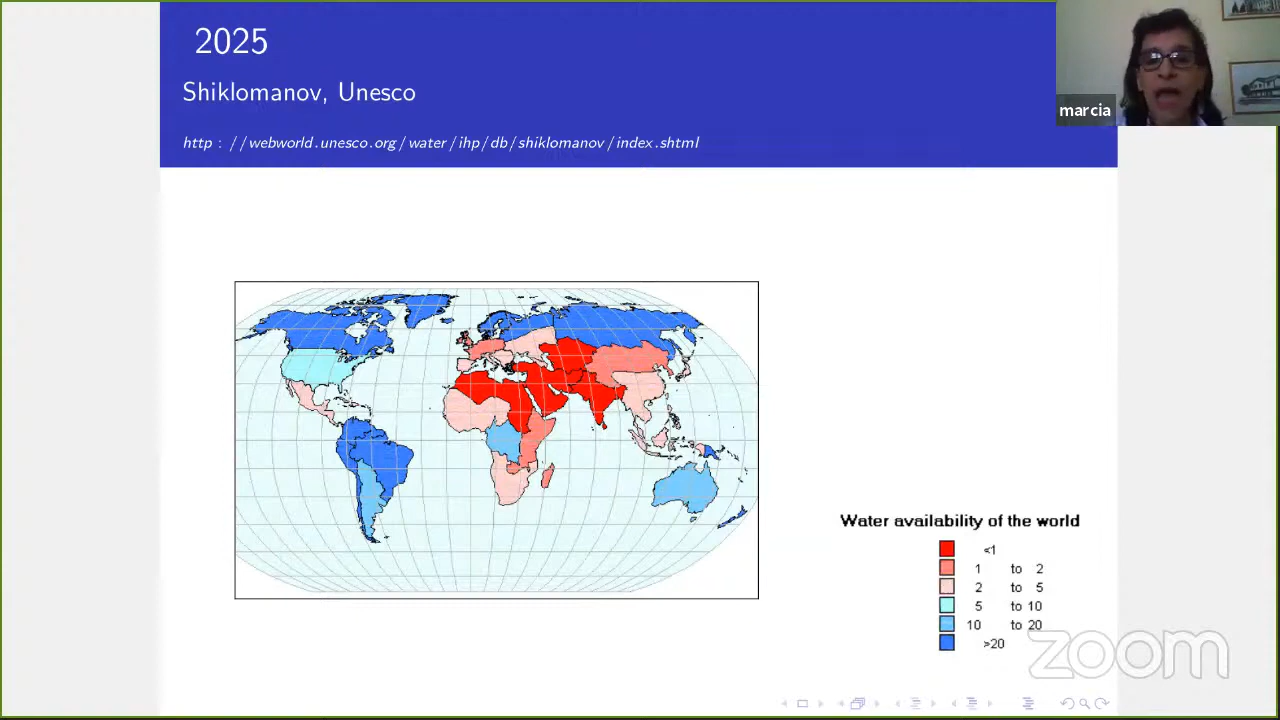 2025
Shiklomanov, Unesco
http : //webworld.unesco.org/water/ihp/db/shiklomanov/index.shtml
marcia
Water availability of the world
<1
1 to 2
2 to 5
5 to 10
10 to 20
>20
zoom